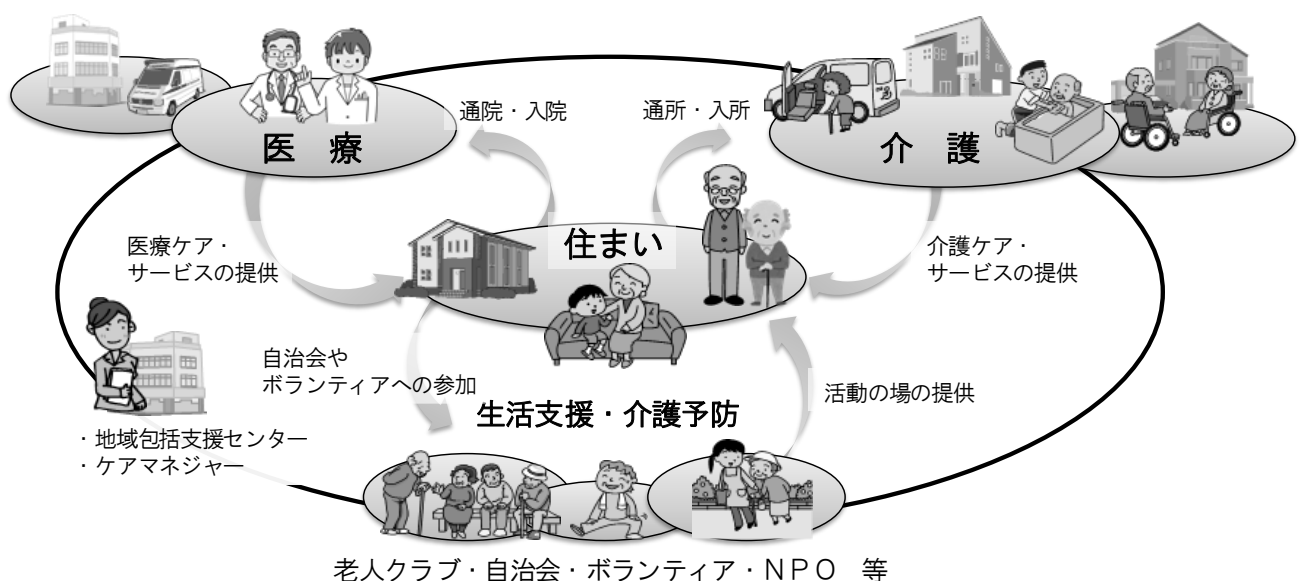 通院・入院
通所・入所
医 療
介 護
住まい
医療ケア・
サービスの提供
介護ケア・
サービスの提供
自治会や
ボランティアへの参加
活動の場の提供
生活支援・介護予防
・地域包括支援センター
・ケアマネジャー
老人クラブ・自治会・ボランティア・ＮＰＯ 等